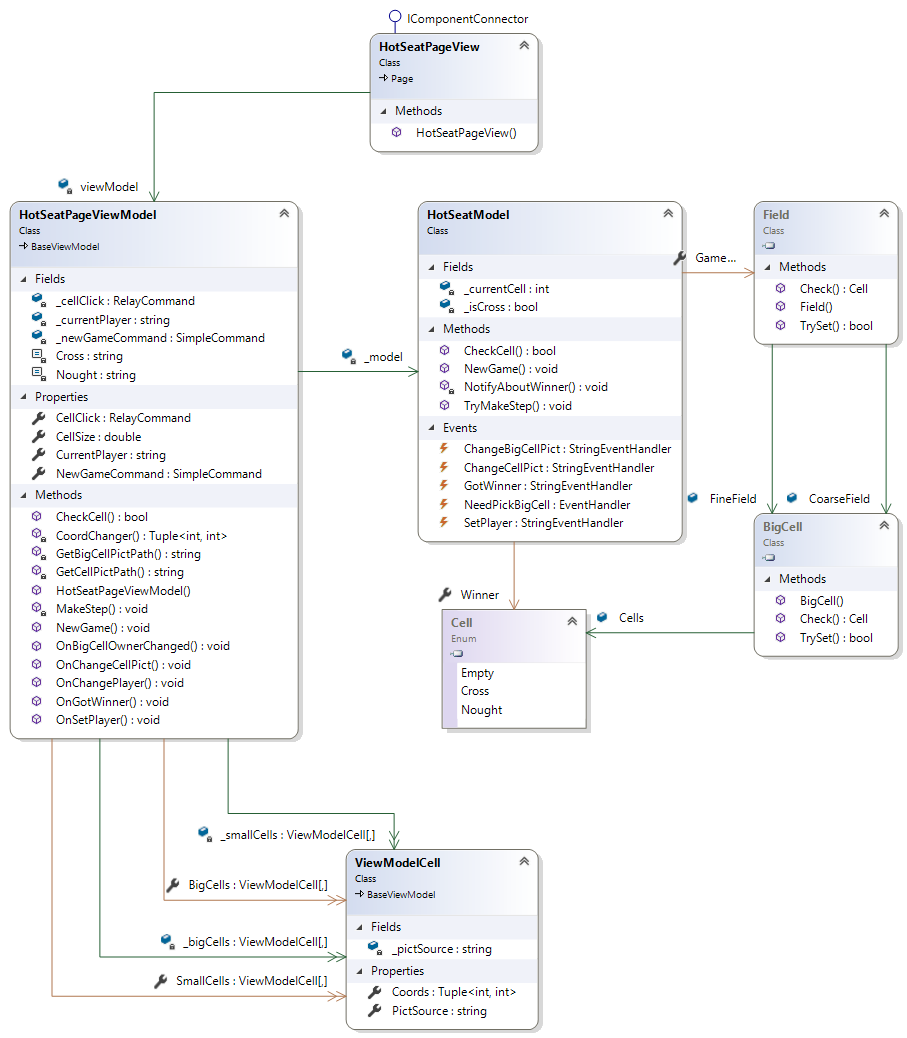 IComponentConnector
HotSeatPageView
Class
Page
Methods
HotSeatPageView()
viewModel
HotSeatPageViewModel
Class
BaseViewModel
Fields
_cellClick : RelayCommand
_currentPlayer : string
_newGameCommand : SimpleCommand
Cross : string
Nought : string
Properties
CellClick : RelayCommand
CellSize : double
CurrentPlayer : string
NewGameCommand : SimpleCommand
Methods
CheckCell() : bool
CoordChanger() : Tuple<int, int>
GetBigCellPictPath() : string
GetCellPictPath() : string
HotSeatPageViewModel()
MakeStep() : void
NewGame() : void
OnBigCellOwnerChanged() : void
OnChangeCellPict() : void
OnChangePlayer() : void
OnGotWinner() : void
OnSetPlayer() : void
_model
HotSeatModel
Class
Fields
_currentCell : int
_isCross : bool
Methods
CheckCell() : bool
NewGame() : void
NotifyAboutWinner() : void
TryMakeStep() : void
Events
ChangeBigCellPict : StringEventHandler
ChangeCellPict : StringEventHandler
GotWinner : StringEventHandler
NeedPickBigCell : EventHandler
SetPlayer : StringEventHandler
Game...
Field
Class
Methods
Check() : Cell
Field()
TrySet() : bool
FineField
CoarseField
BigCell
Class
Methods
BigCell()
Check() : Cell
TrySet() : bool
Winner
Cells
Cell
Enum
Empty
Cross
Nought
_smallCells : ViewModelCell[,]
BigCells : ViewModelCell[,]
_bigCells : ViewModelCell[,]
SmallCells : ViewModelCell[,]
ViewModelCell
Class
BaseViewModel
Fields
_pictSource : string
Properties
Coords : Tuple<int, int>
PictSource : string